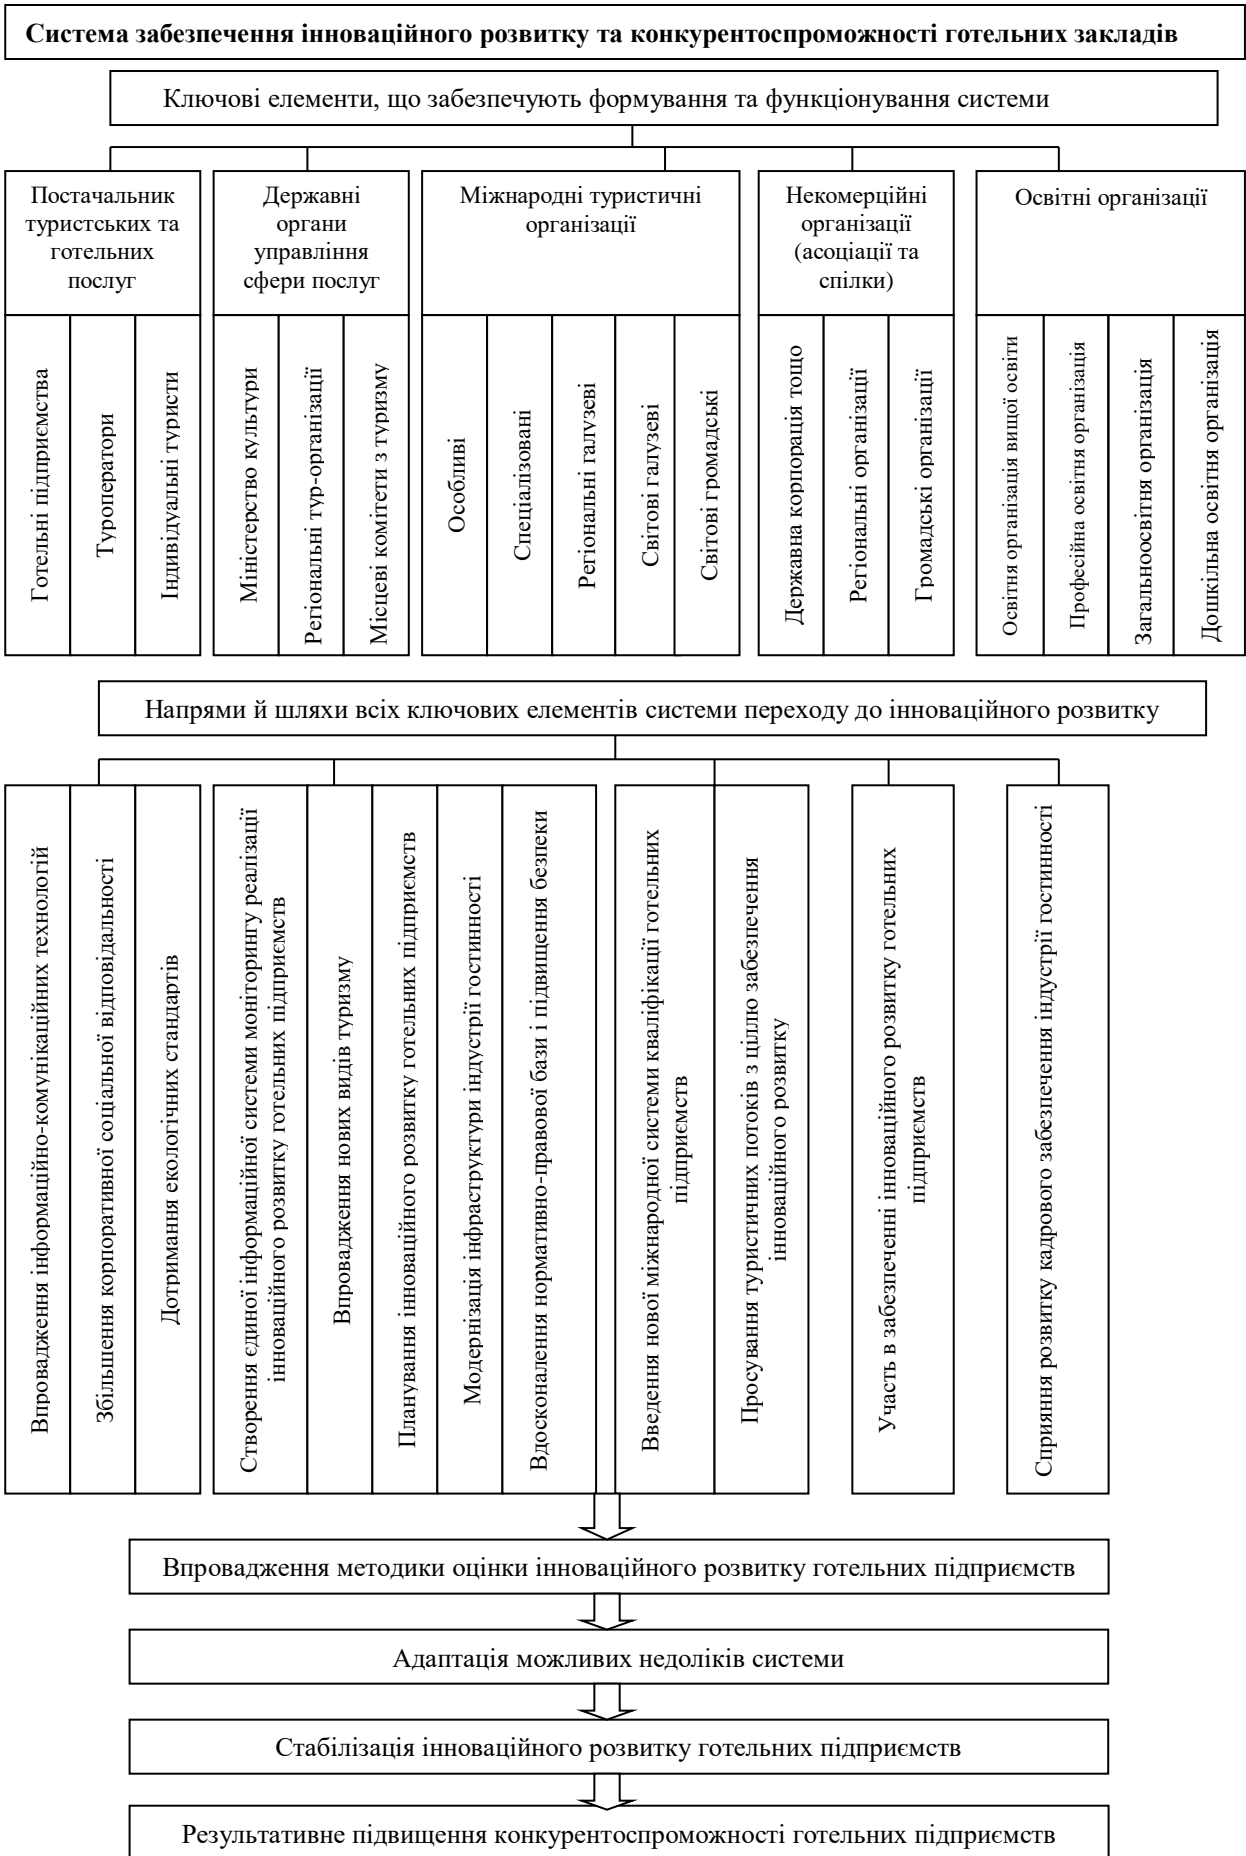 Система забезпечення інноваційного розвитку та конкурентоспроможності готельних закладів
Ключові елементи, що забезпечують формування та функціонування системи
Постачальник
туристських та
готельних
послуг
Державні
органи
управління
сфери послуг
Міжнародні туристичні
організації
Некомерційні
організації
(асоціації та
спілки)
Освітні організації
Готельні підприємства
Туроператори
Індивідуальні туристи
Міністерство культури
Регіональні тур-організації
Місцеві комітети з туризму
Особливі
Спеціалізовані
Регіональні галузеві
Світові галузеві
Світові громадські
Державна корпорація тощо
Регіональні організації
Громадські організації
Освітня організація вищої освіти
Професійна освітня організація
Загальноосвітня організація
Дошкільна освітня організація
Напрями й шляхи всіх ключових елементів системи переходу до інноваційного розвитку
Впровадження інформаційно-комунікаційних технологій
Збільшення корпоративної соціальної відповідальності
Дотримання екологічних стандартів
Створення єдиної інформаційної системи моніторингу реалізації
інноваційного розвитку готельних підприємств
Впровадження нових видів туризму
Планування інноваційного розвитку готельних підприємств
Модернізація інфраструктури індустрії гостинності
Вдосконалення нормативно-правової бази і підвищення безпеки
Введення нової міжнародної системи кваліфікації готельних
підприємств
Просування туристичних потоків з ціллю забезпечення
інноваційного розвитку
Участь в забезпеченні інноваційного розвитку готельних
підприємств
Сприяння розвитку кадрового забезпечення індустрії гостинності
Впровадження методики оцінки інноваційного розвитку готельних підприємств
Адаптація можливих недоліків системи
Стабілізація інноваційного розвитку готельних підприємств
Результативне підвищення конкурентоспроможності готельних підприємств